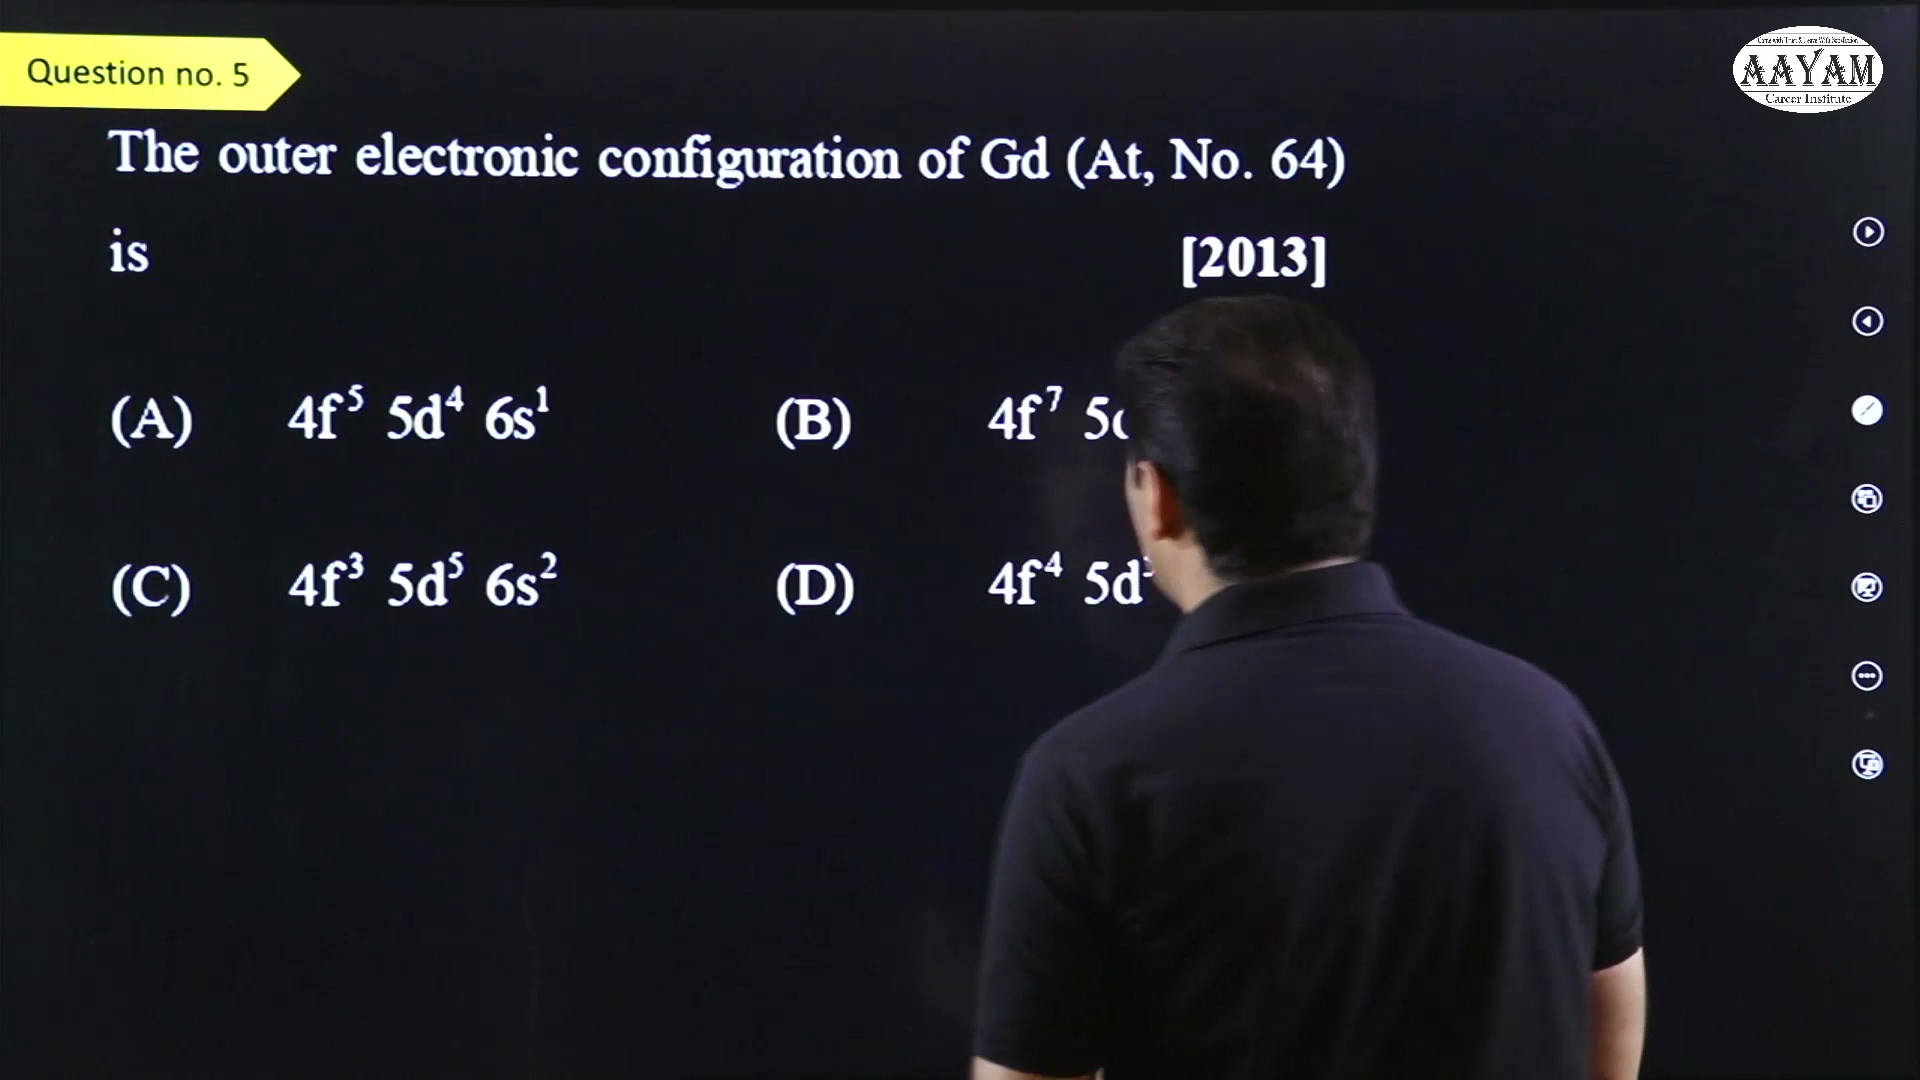 Question no. 5
AAYAM
Career Institute
The outer electronic configuration of Gd (At, No. 64)
is [2013]
(A) 4f⁵ 5d⁴ 6s¹ (B) 4f⁷
(C) 4f³ 5d⁵ 6s² (D) 4f⁴